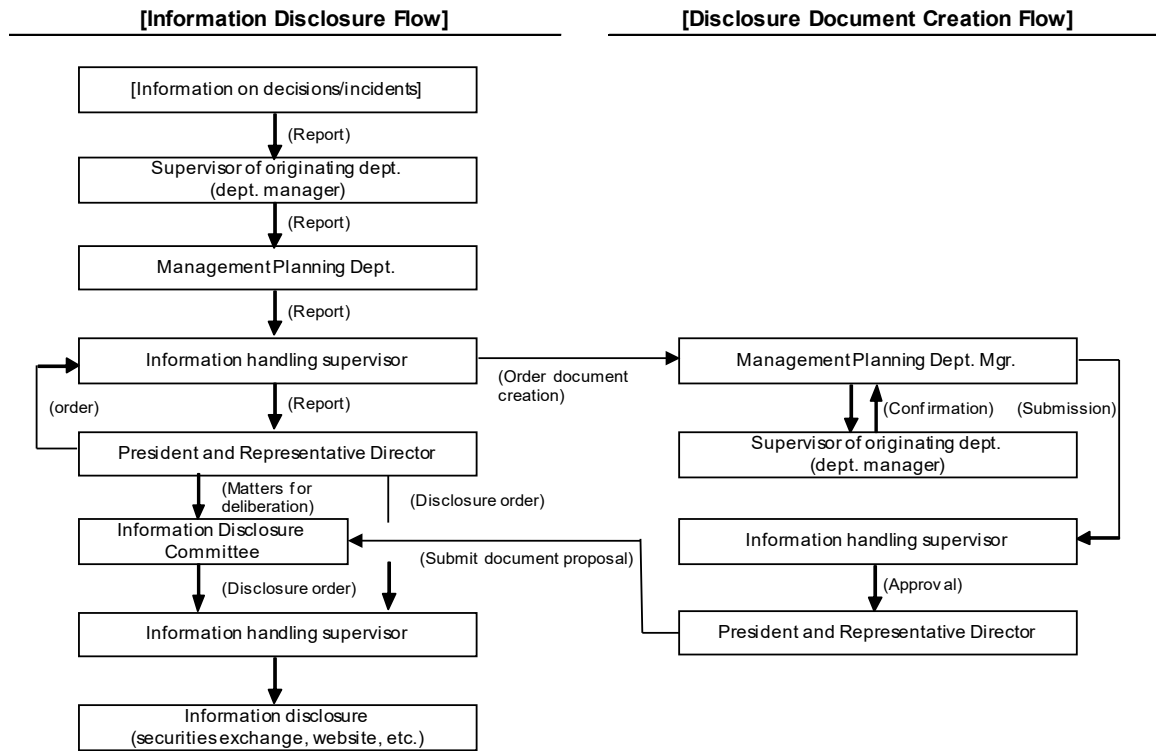 [Information Disclosure Flow]
[Disclosure Document Creation Flow]
[Information on decisions/incidents]
(Report)
Supervisor of originating dept.
(dept. manager)
(Report)
Management Planning Dept.
(Report)
Information handling supervisor
(order)
(Report)
President and Representative Director
(Matters for
deliberation)
(Disclosure order)
Information Disclosure
Committee
(Disclosure order)
Information handling supervisor
Information disclosure
(securities exchange, website, etc.)
(Order document
creation)
Management Planning Dept. Mgr.
(Confirmation)
(Submission)
Supervisor of originating dept.
(dept. manager)
Information handling supervisor
(Submit document proposal)
(Approval)
President and Representative Director